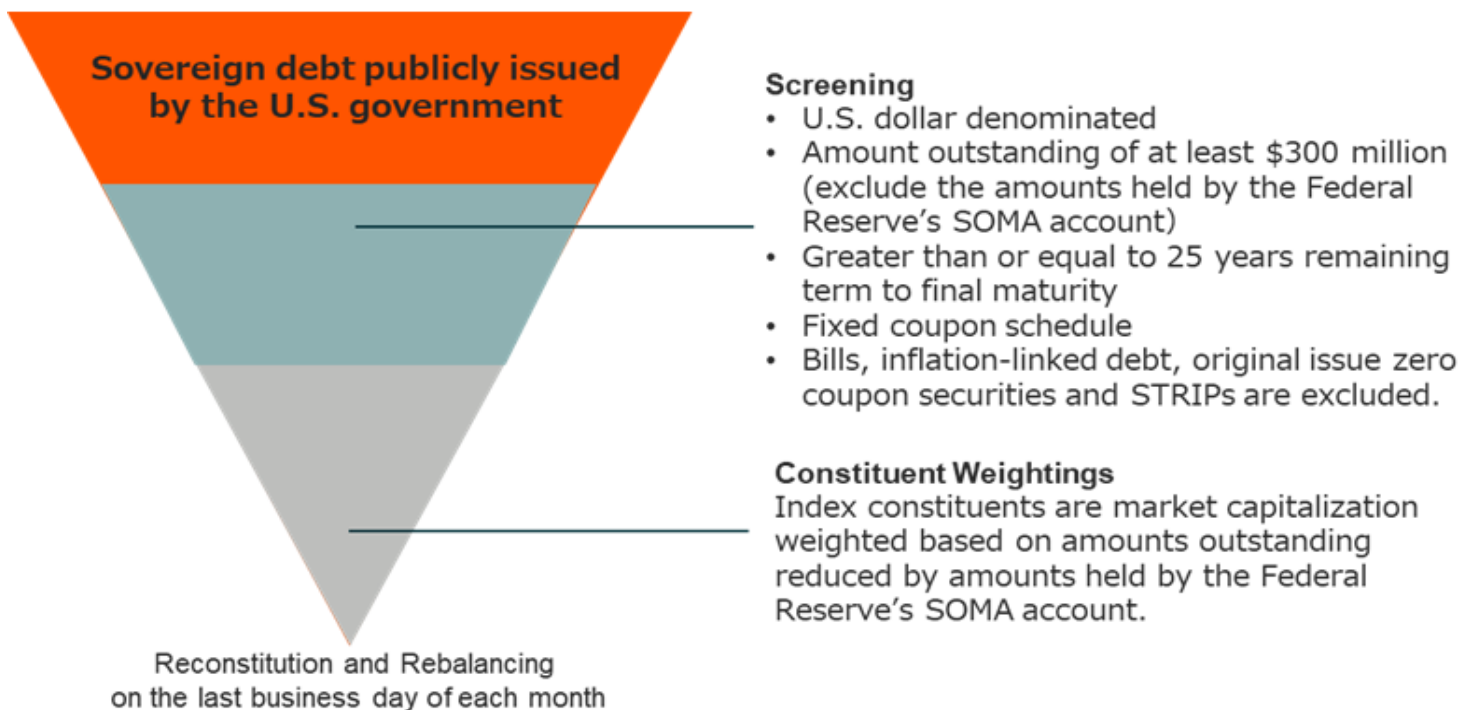 Sovereign debt publicly issued
by the U.S. government
Screening
• U.S. dollar denominated
• Amount outstanding of at least $300 million
(exclude the amounts held by the Federal
Reserve's SOMA account)
• Greater than or equal to 25 years remaining
term to final maturity
• Fixed coupon schedule
• Bills, inflation-linked debt, original issue zero
coupon securities and STRIPs are excluded.
Constituent Weightings
Index constituents are market capitalization
weighted based on amounts outstanding
reduced by amounts held by the Federal
Reserve's SOMA account.
Reconstitution and Rebalancing
on the last business day of each month